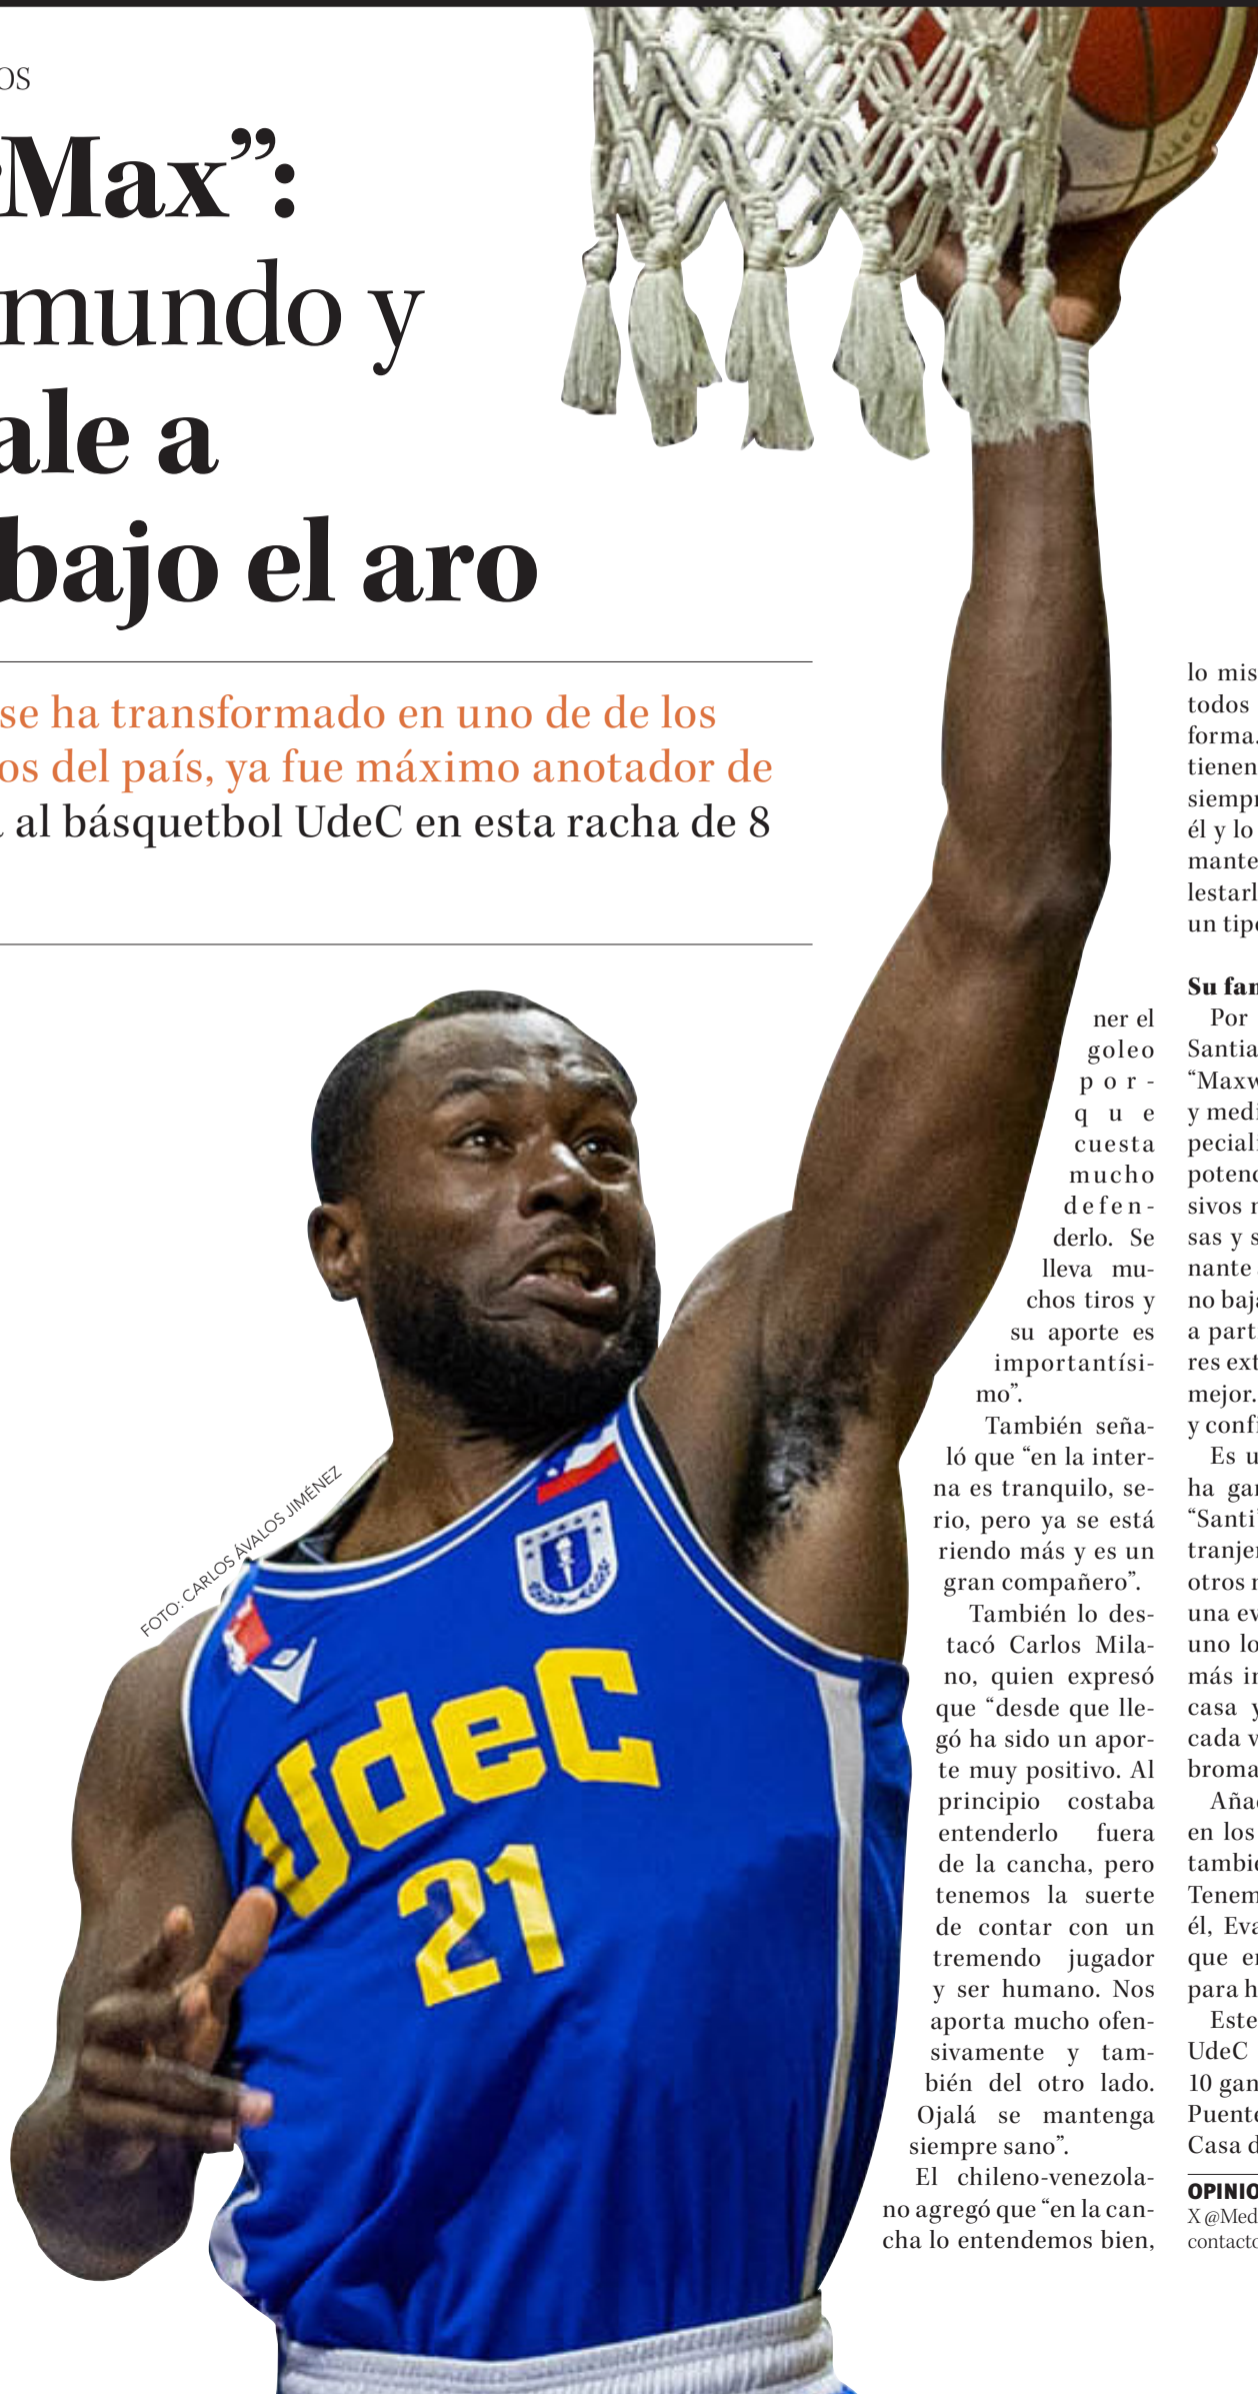 OS
Max”:
mundo y
ale a
bajo el aro
se ha transformado en uno de de los
os del país, ya fue máximo anotador de
al básquetbol UdeC en esta racha de 8
FOTO: CARLOS ÁVALOS JIMÉNEZ
UdeC
21
ner el
goleo
por-
que
cuesta
mucho
defen-
derlo. Se
lleva mu-
chos tiros y
su aporte es
importantísi-
mo”.
También seña-
ló que “en la inter-
na es tranquilo, se-
rio, pero ya se está
riendo más y es un
gran compañero”.
También lo des-
tacó Carlos Mila-
no, quien expresó
que “desde que lle-
gó ha sido un apor-
te muy positivo. Al
principio costaba
entenderlo fuera
de la cancha, pero
tenemos la suerte
de contar con un
tremendo jugador
y ser humano. Nos
aporta mucho ofen-
sivamente y tam-
bién del otro lado.
Ojalá se mantenga
siempre sano”.
El chileno-venezola-
no agregó que “en la can-
cha lo entendemos bien,
lo mis
todos
forma.
tienen
siempr
él y lo
mante
lestarl
un tipo
Su fam
Por
Santia
“Maxw
y medi
pecial
potenc
sivos
sas y s
nante
no baj
a part
res ext
mejor.
y confi
Es u
ha gan
“Santi
tranjer
otros
una ev
uno lo
más in
casa y
cada v
broma
Aña
en los
tambié
Tenem
él, Eva
que e
para h
Este
UdeC
10 gan
Puente
Casa d
OPINIO
X @Med
contacto